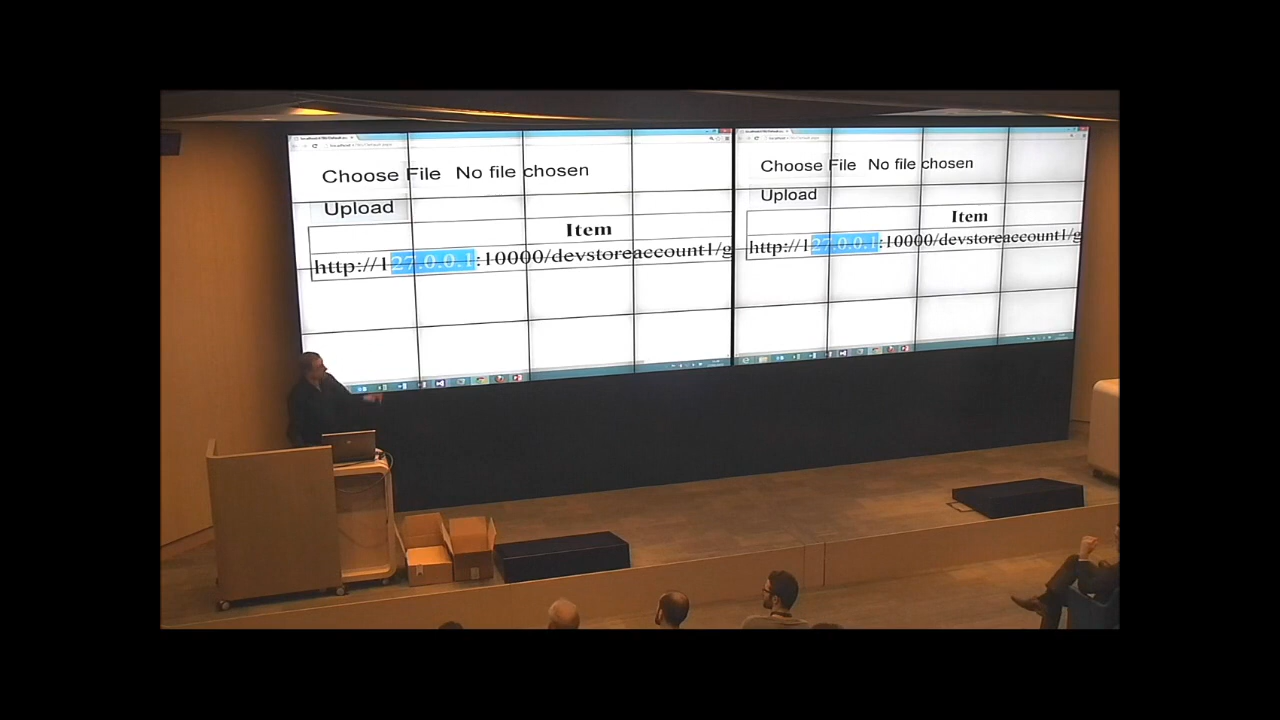 Choose File No file chosen
Upload
Item
http://127.0.0.1:10000/devstoreaccount1/g
Choose File No file chosen
Upload
Item
http://127.0.0.1:10000/devstoreaccount1/g